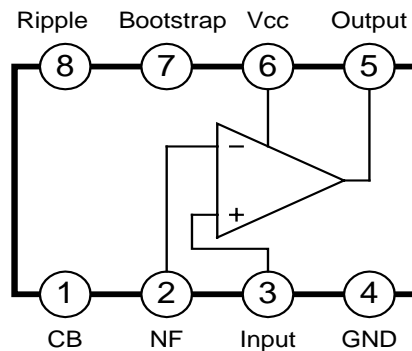 Ripple Bootstrap Vcc Output
8 7 6 5
−
+
1 2 3 4
CB NF Input GND